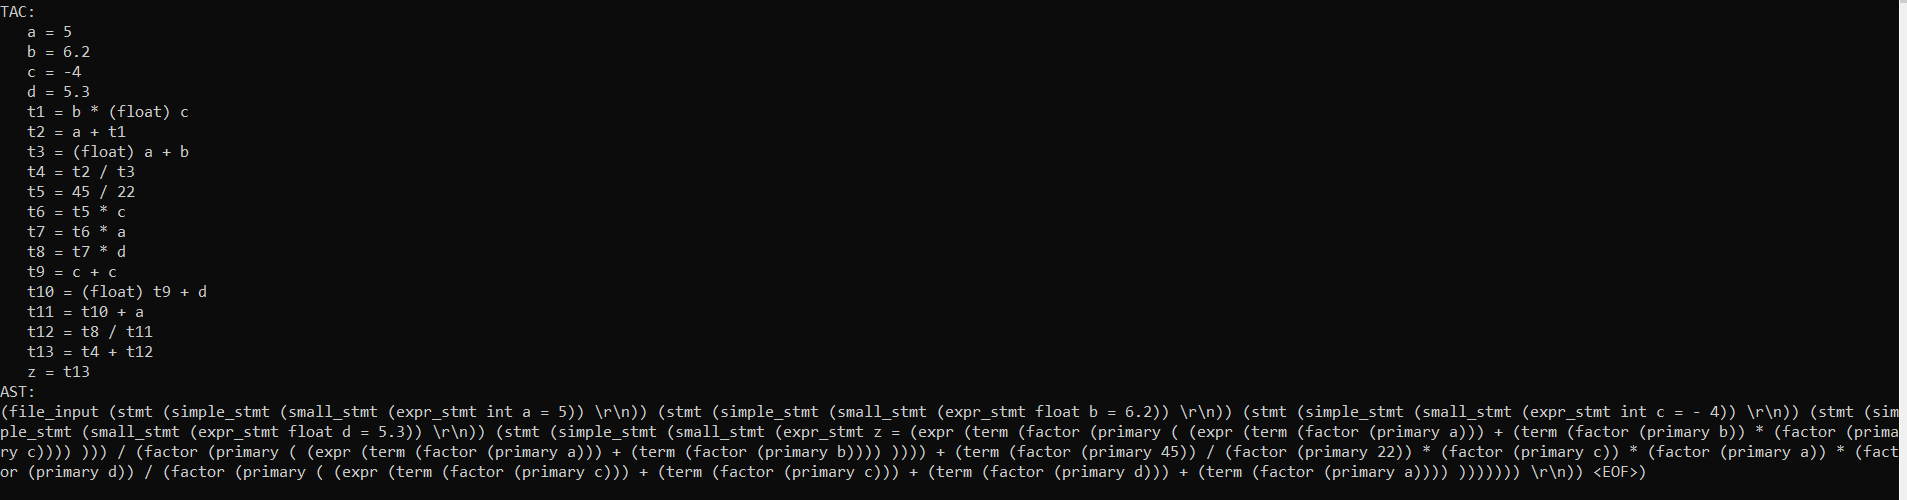 TAC:
   a = 5
   b = 6.2
   c = -4
   d = 5.3
   t1 = b * (float) c
   t2 = a + t1
   t3 = (float) a + b
   t4 = t2 / t3
   t5 = 45 / 22
   t6 = t5 * c
   t7 = t6 * a
   t8 = t7 * d
   t9 = c + c
   t10 = (float) t9 + d
   t11 = t10 + a
   t12 = t8 / t11
   t13 = t4 + t12
   z = t13
AST:
(file_input (stmt (simple_stmt (small_stmt (expr_stmt int a = 5)) \r\n)) (stmt (simple_stmt (small_stmt (expr_stmt float b = 6.2)) \r\n)) (stmt (simple_stmt (small_stmt (expr_stmt int c = - 4)) \r\n)) (stmt (sim
ple_stmt (small_stmt (expr_stmt float d = 5.3)) \r\n)) (stmt (simple_stmt (small_stmt (expr_stmt z = (expr (term (factor (primary ( (expr (term (factor (primary a))) + (term (factor (primary b)) * (factor (prima
ry c)))) ))) / (factor (primary ( (expr (term (factor (primary a))) + (term (factor (primary b)))) )))) + (term (factor (primary 45)) / (factor (primary 22)) * (factor (primary c)) * (factor (primary a)) * (fact
or (primary d)) / (factor (primary ( (expr (term (factor (primary c))) + (term (factor (primary c))) + (term (factor (primary d))) + (term (factor (primary a)))) ))))))) \r\n)) <EOF>)